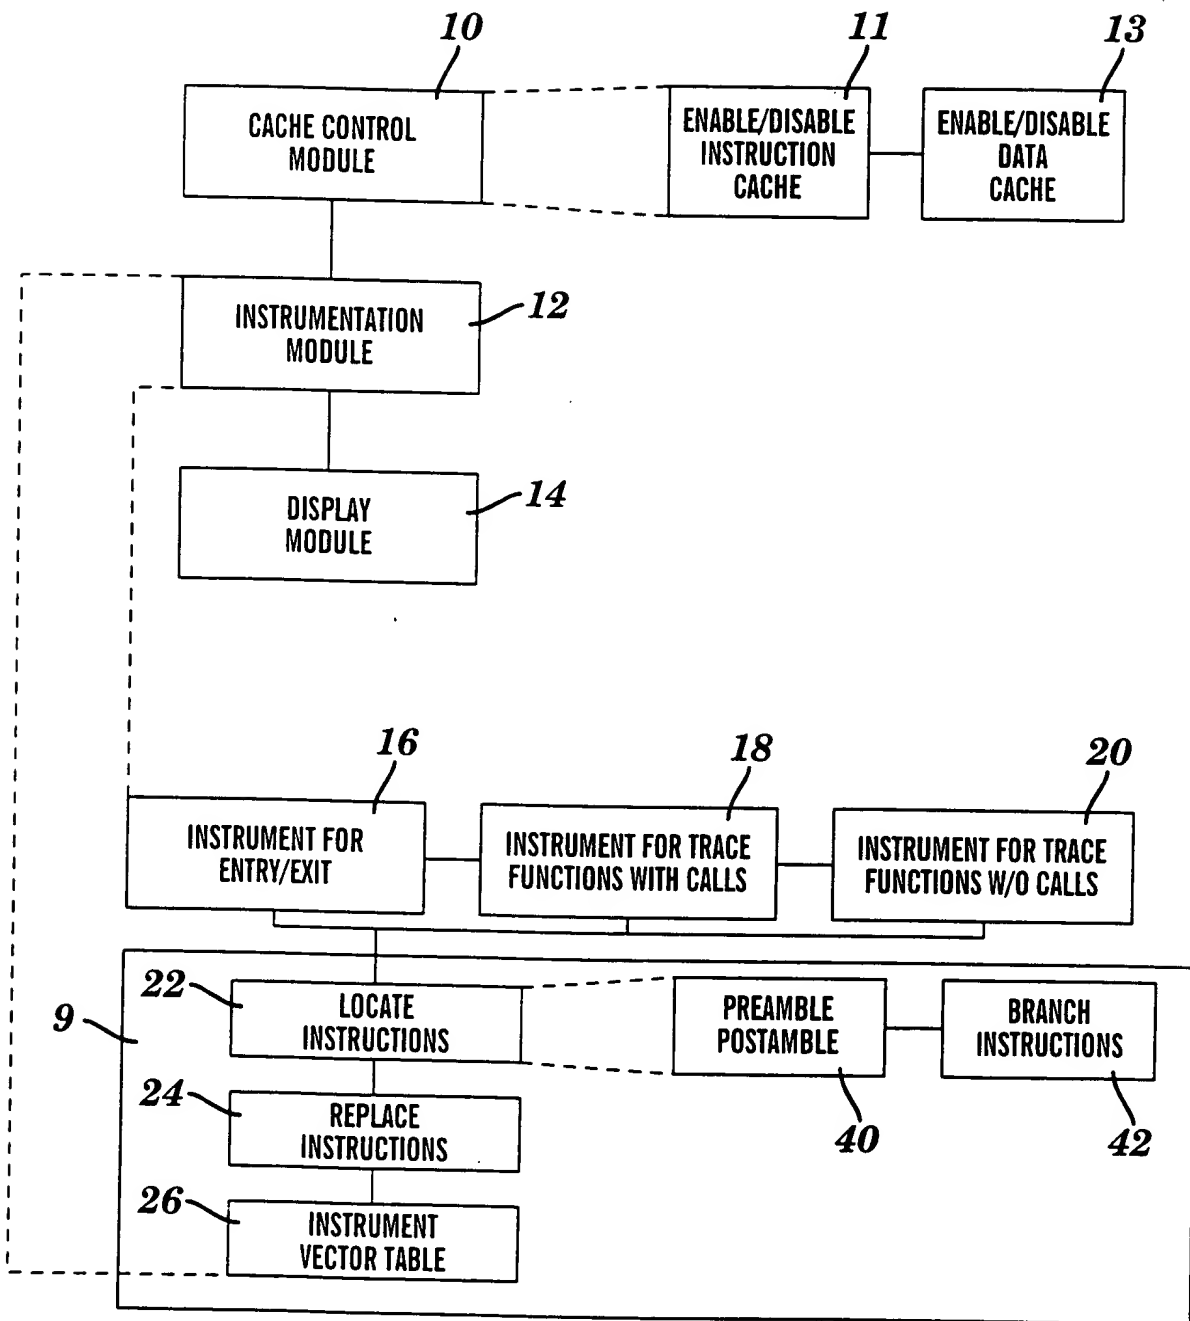 10
11
13
CACHE CONTROL
MODULE
ENABLE/DISABLE
INSTRUCTION
CACHE
ENABLE/DISABLE
DATA
CACHE
INSTRUMENTATION
MODULE
12
DISPLAY
MODULE
14
16
18
20
INSTRUMENT FOR
ENTRY/EXIT
INSTRUMENT FOR TRACE
FUNCTIONS WITH CALLS
INSTRUMENT FOR TRACE
FUNCTIONS W/O CALLS
9
22
LOCATE
INSTRUCTIONS
PREAMBLE
POSTAMBLE
BRANCH
INSTRUCTIONS
40
42
24
REPLACE
INSTRUCTIONS
26
INSTRUMENT
VECTOR TABLE